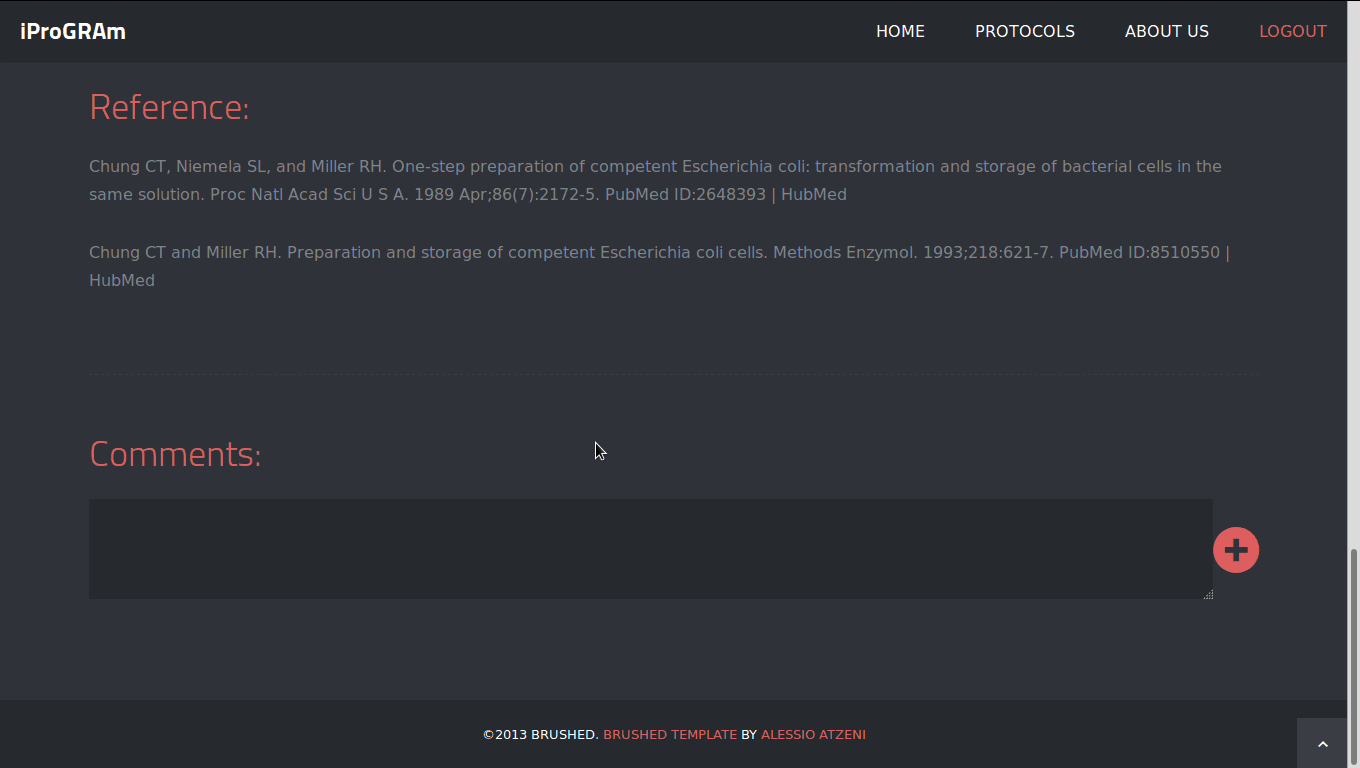 iProGRAm
HOME PROTOCOLS ABOUT US LOGOUT
Reference:
Chung CT, Niemela SL, and Miller RH. One-step preparation of competent Escherichia coli: transformation and storage of bacterial cells in the
same solution. Proc Natl Acad Sci U S A. 1989 Apr;86(7):2172-5. PubMed ID:2648393 | HubMed
Chung CT and Miller RH. Preparation and storage of competent Escherichia coli cells. Methods Enzymol. 1993;218:621-7. PubMed ID:8510550 |
HubMed
Comments:
©2013 BRUSHED. BRUSHED TEMPLATE BY ALESSIO ATZENI